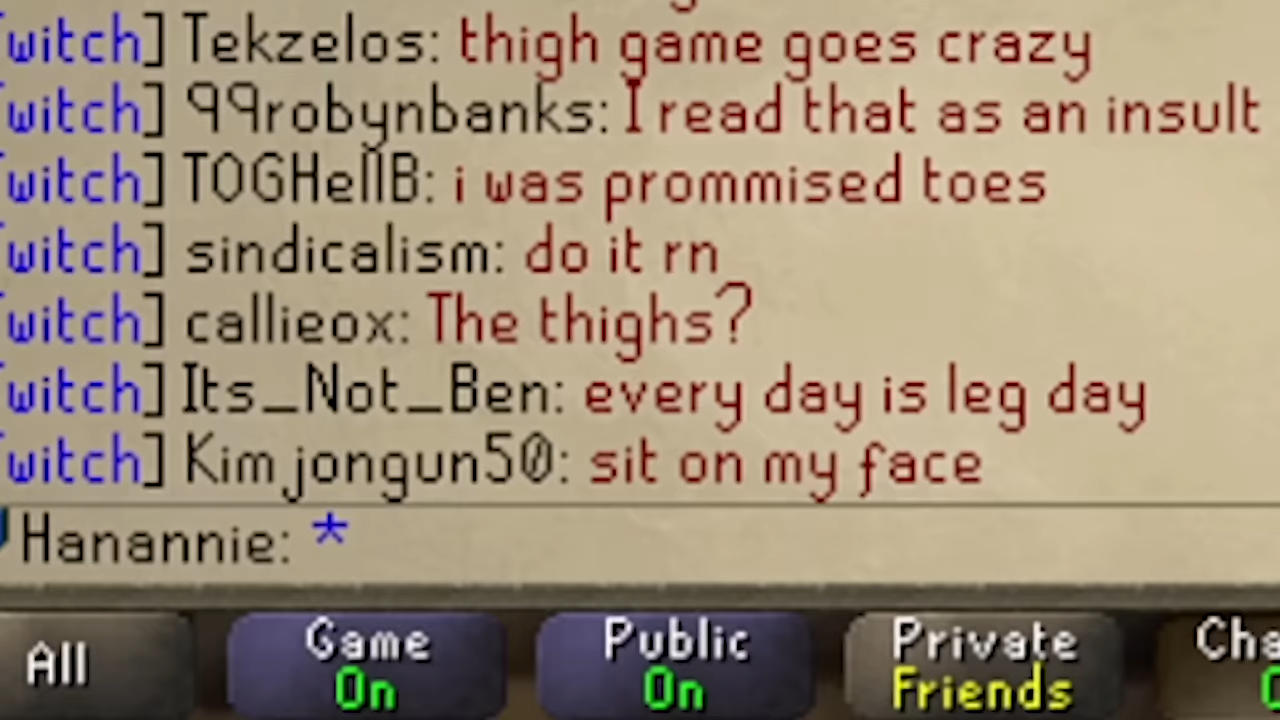 witch] Tekzelos: thigh game goes crazy
witch] 99robynbanks: I read that as an insult
witch] TOGHellB: i was prommised toes
witch] sindicalism: do it rn
witch] callieox: The thighs?
witch] Its_Not_Ben: every day is leg day
witch] Kimjongun50: sit on my face
Hanannie: *
All Game Public Private Cha
On On Friends